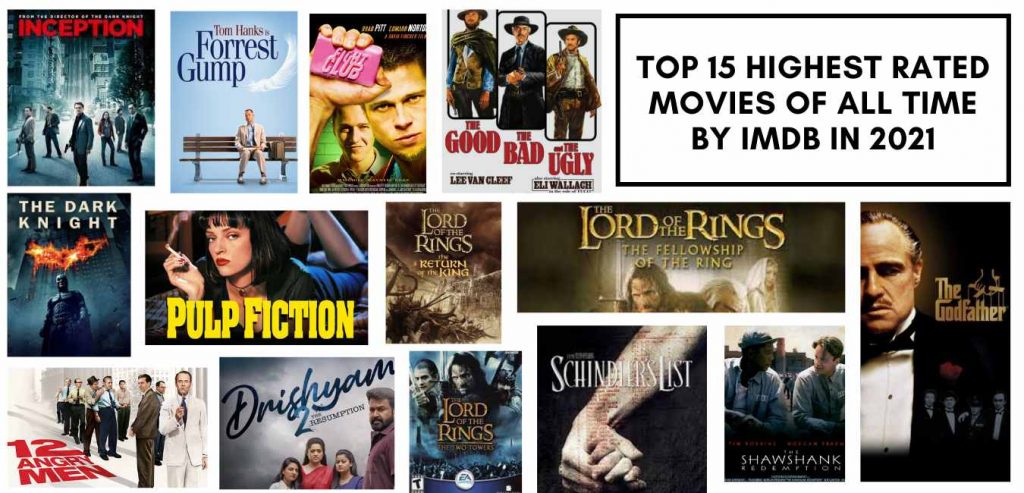 FROM THE DIRECTOR OF THE DARK KNIGHT
INCEPTION
Tom Hanks is
Forrest
Gump
BRAD PITT EDWARD NORTON
FIGHT
CLUB
THE
GOOD
THE
BAD
AND THE
UGLY
LEE VAN CLEEF
ELI WALLACH
TOP 15 HIGHEST RATED
MOVIES OF ALL TIME
BY IMDB IN 2021
THE DARK
KNIGHT
PULP FICTION
THE
LORD
OF THE
RINGS
THE
RETURN
OF THE KING
THE
LORD OF THE RINGS
THE FELLOWSHIP
OF THE RING
The
Godfather
12
ANGRY
MEN
Drishyam
2
THE
RESUMPTION
THE
LORD
OF THE
RINGS
THE TWO TOWERS
EA
T
SCHINDLER'S LIST
TIM ROBBINS MORGAN FREEMAN
THE
SHAWSHANK
REDEMPTION